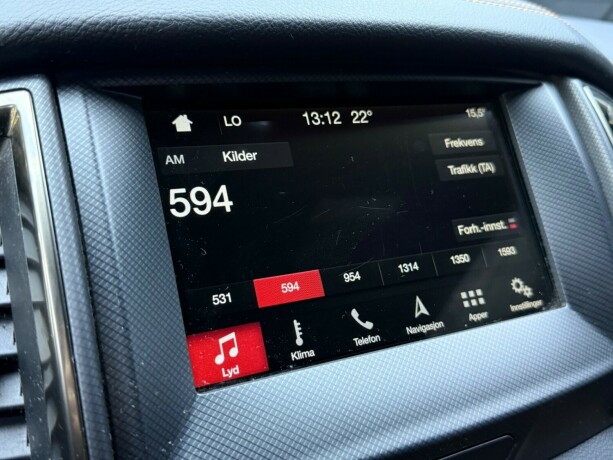 LO 13:12 22° 15,5°
AM Kilder Frekvens
Trafikk (TA)
594
Forh.-innst.
531 594 954 1314 1350 1593
Lyd Klima Telefon Navigasjon Apper Innstillinger